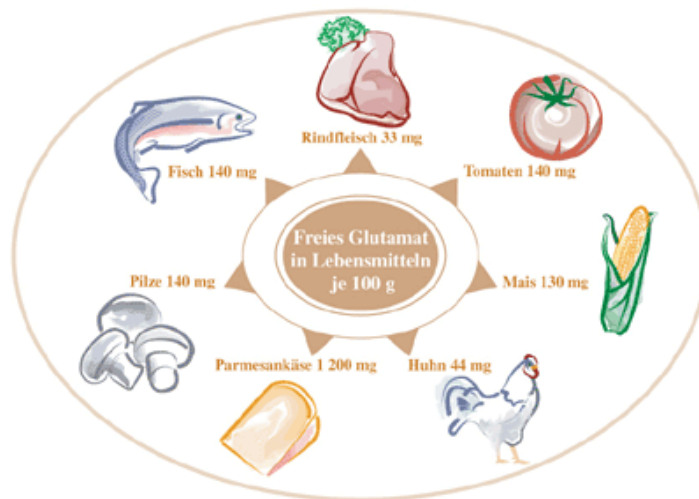 Rindfleisch 33 mg
Fisch 140 mg
Tomaten 140 mg
Freies Glutamat
in Lebensmitteln
je 100 g
Pilze 140 mg
Mais 130 mg
Parmesankäse 1 200 mg
Huhn 44 mg